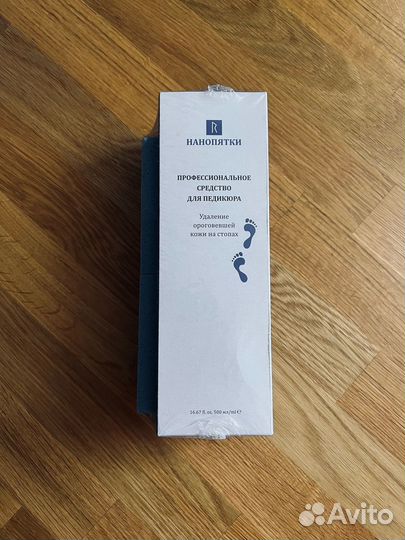 R
НАНОПЯТКИ
ПРОФЕССИОНАЛЬНОЕ
СРЕДСТВО
ДЛЯ ПЕДИКЮРА
Удаление
ороговевшей
кожи на стопах
16.67 fl. oz. 500 мл/ml ℮
Avito